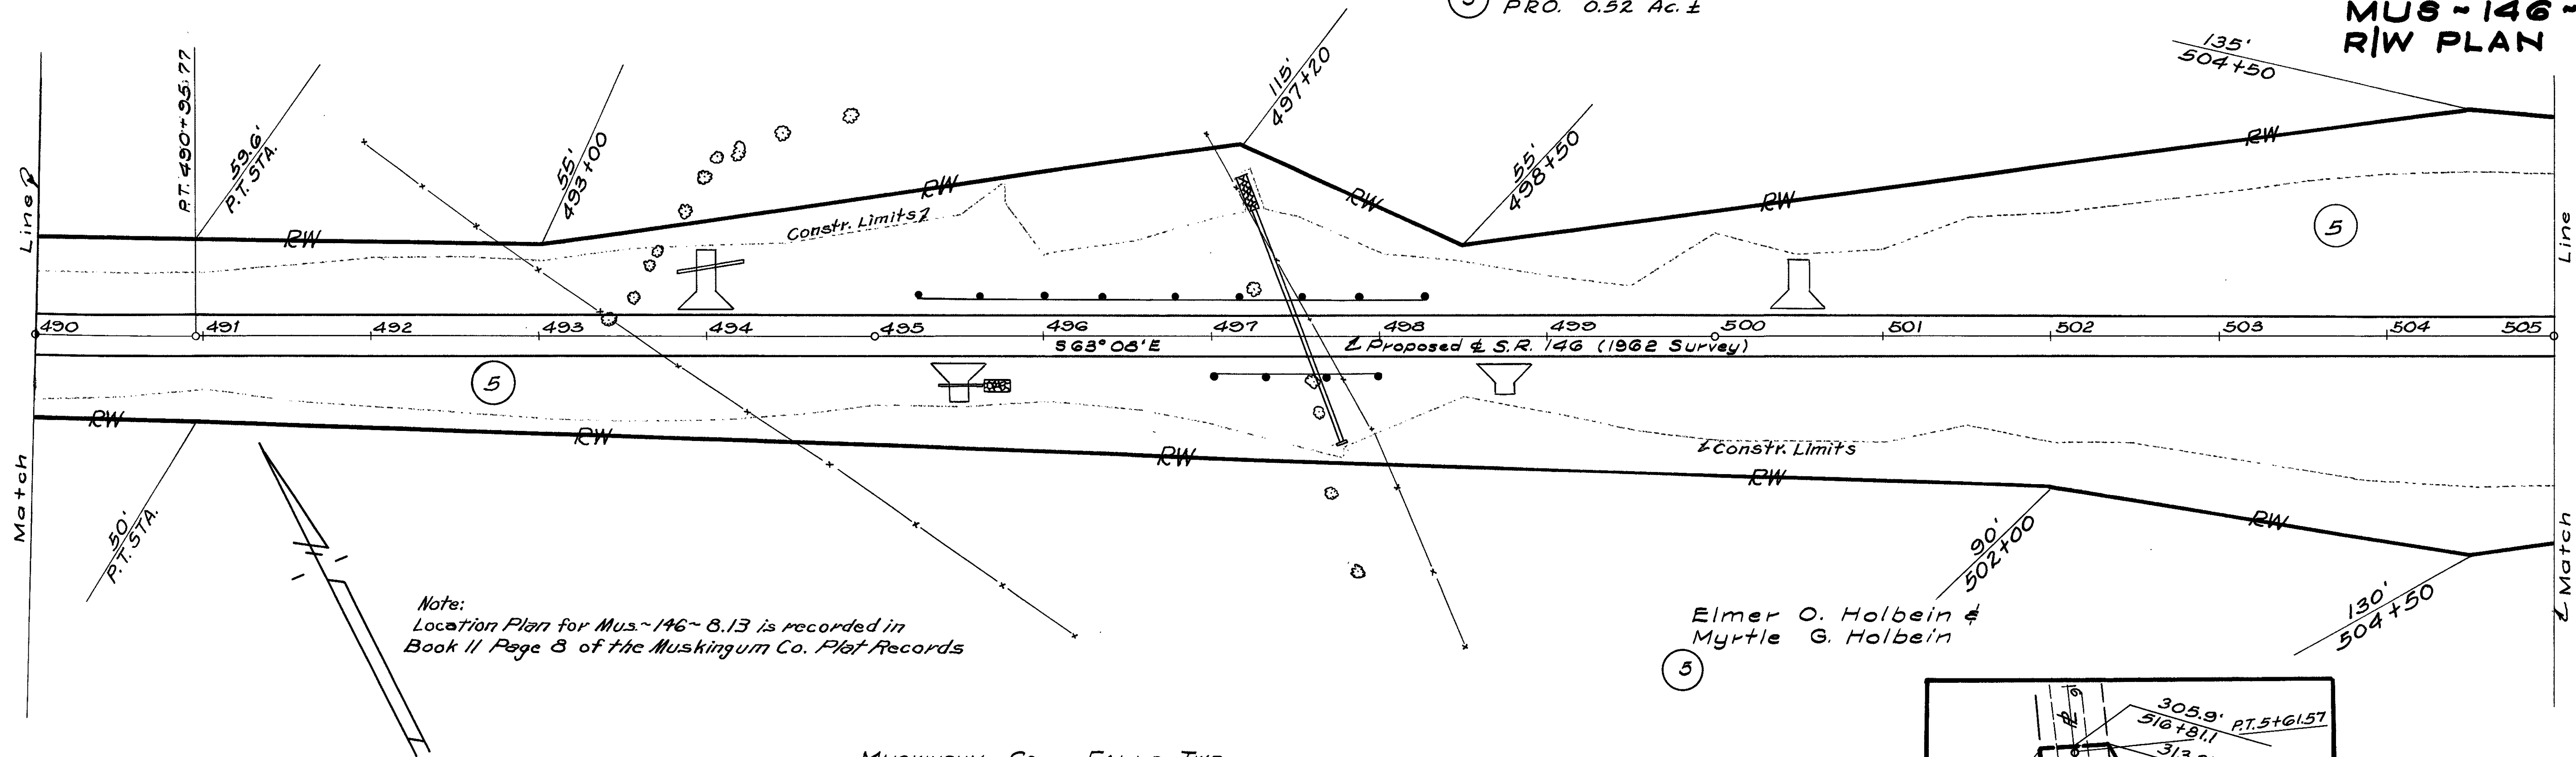 5 PRO. 0.52 Ac. ±
MUS~146~
R/W PLAN
Line
P.T. 490+95.77
59.6'
P.T. STA.
55'
493+00
115'
497+20
55'
498+50
135'
504+50
RW
RW
RW
RW
RW
Constr. Limits
5
Line
490 491 492 493 494 495 496 497 498 499 500 501 502 503 504 505
S63°08'E
Proposed ℄ S.R. 146 (1962 Survey)
5
RW
RW
RW
RW
RW
Constr. Limits
Match
50'
P.T. STA.
90'
502+00
130'
504+50
Match
N
Note:
Location Plan for Mus.~146~8.13 is recorded in
Book 11 Page 8 of the Muskingum Co. Plat Records
Elmer O. Holbein &
Myrtle G. Holbein
5
305.9'
516+81.1
P.T. 5+61.57